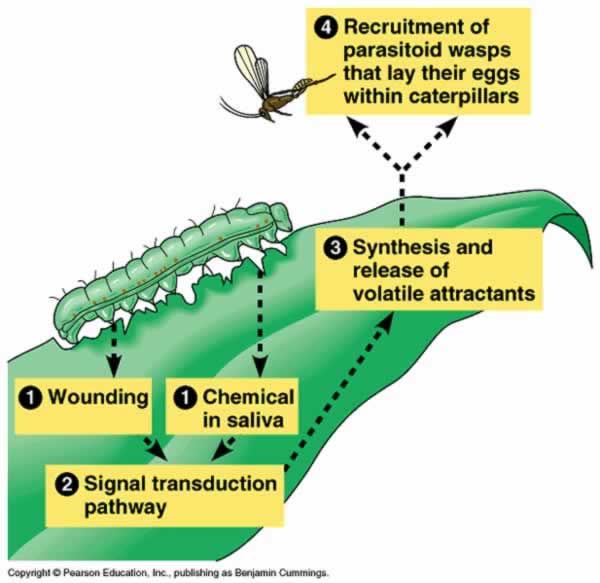 4 Recruitment of
parasitoid wasps
that lay their eggs
within caterpillars
3 Synthesis and
release of
volatile attractants
1 Wounding
1 Chemical
in saliva
2 Signal transduction
pathway
Copyright © Pearson Education, Inc., publishing as Benjamin Cummings.